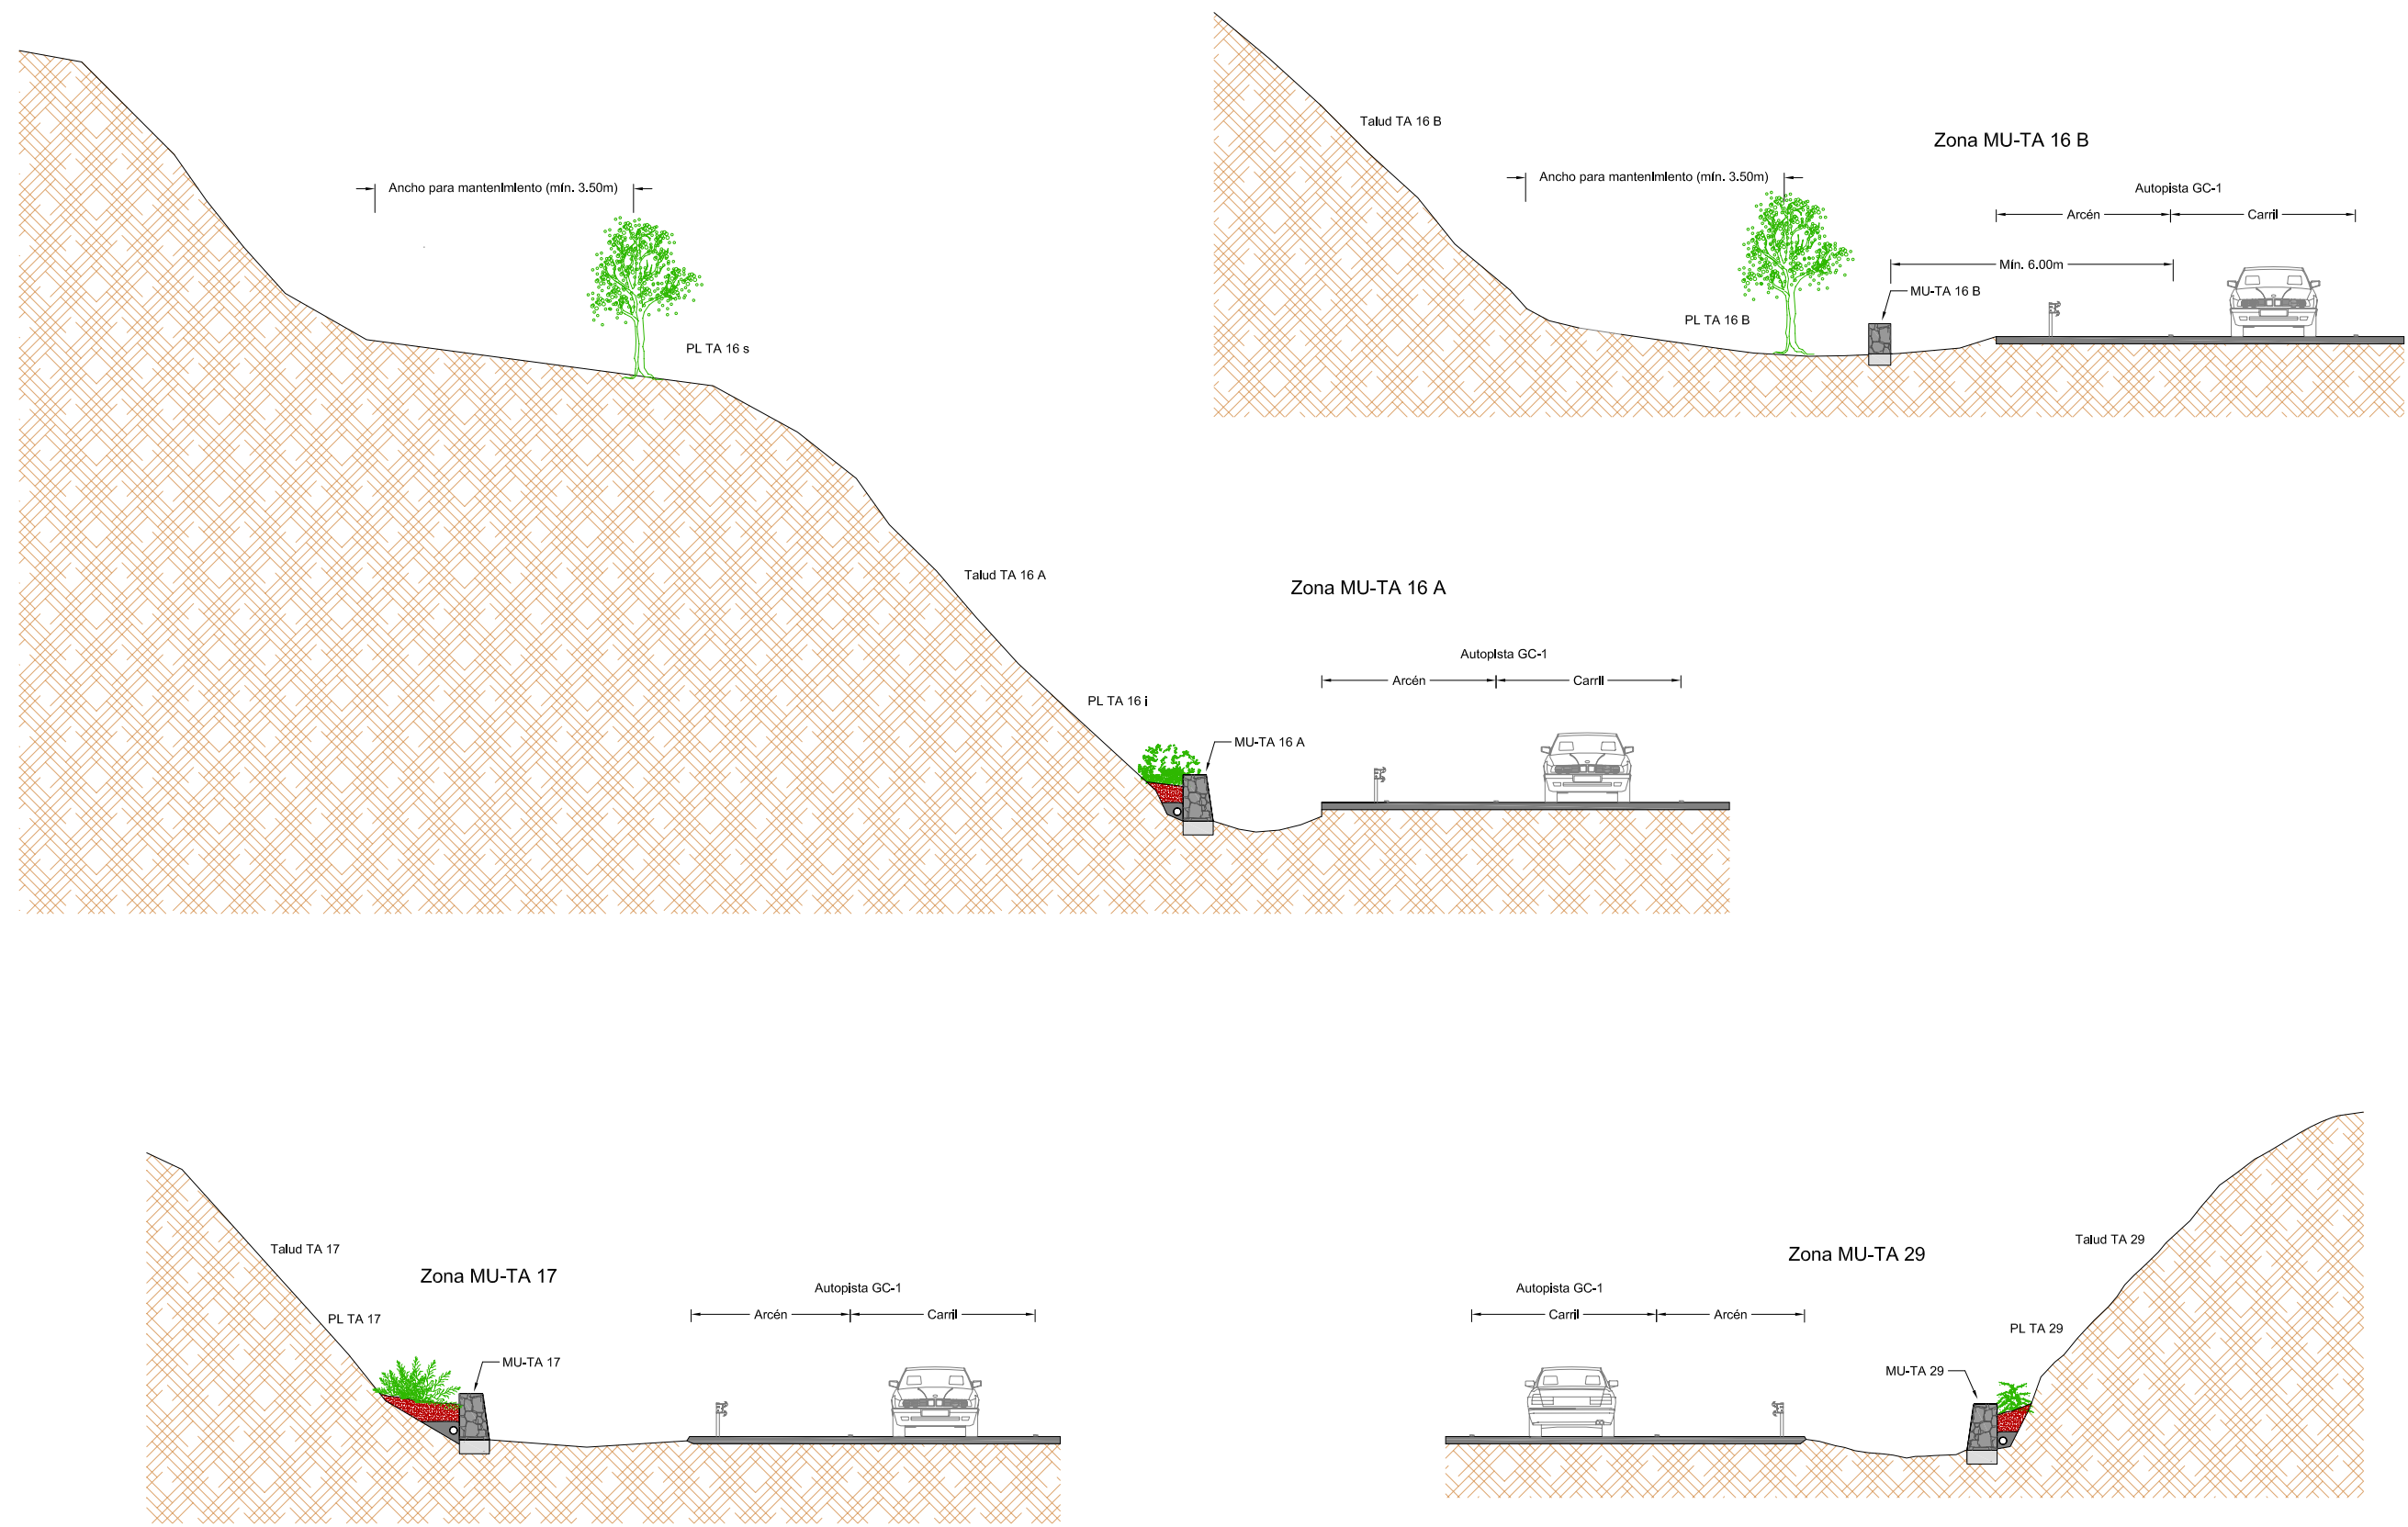 Talud TA 16 B
Zona MU-TA 16 B
Ancho para mantenimiento (mín. 3.50m)
Autopista GC-1
Arcén
Carril
Mín. 6.00m
MU-TA 16 B
PL TA 16 B
Ancho para mantenimiento (mín. 3.50m)
PL TA 16 s
Talud TA 16 A
Zona MU-TA 16 A
Autopista GC-1
Arcén
Carril
PL TA 16 i
MU-TA 16 A
Talud TA 17
Zona MU-TA 17
Autopista GC-1
Arcén
Carril
PL TA 17
MU-TA 17
Talud TA 29
Zona MU-TA 29
Autopista GC-1
Carril
Arcén
PL TA 29
MU-TA 29